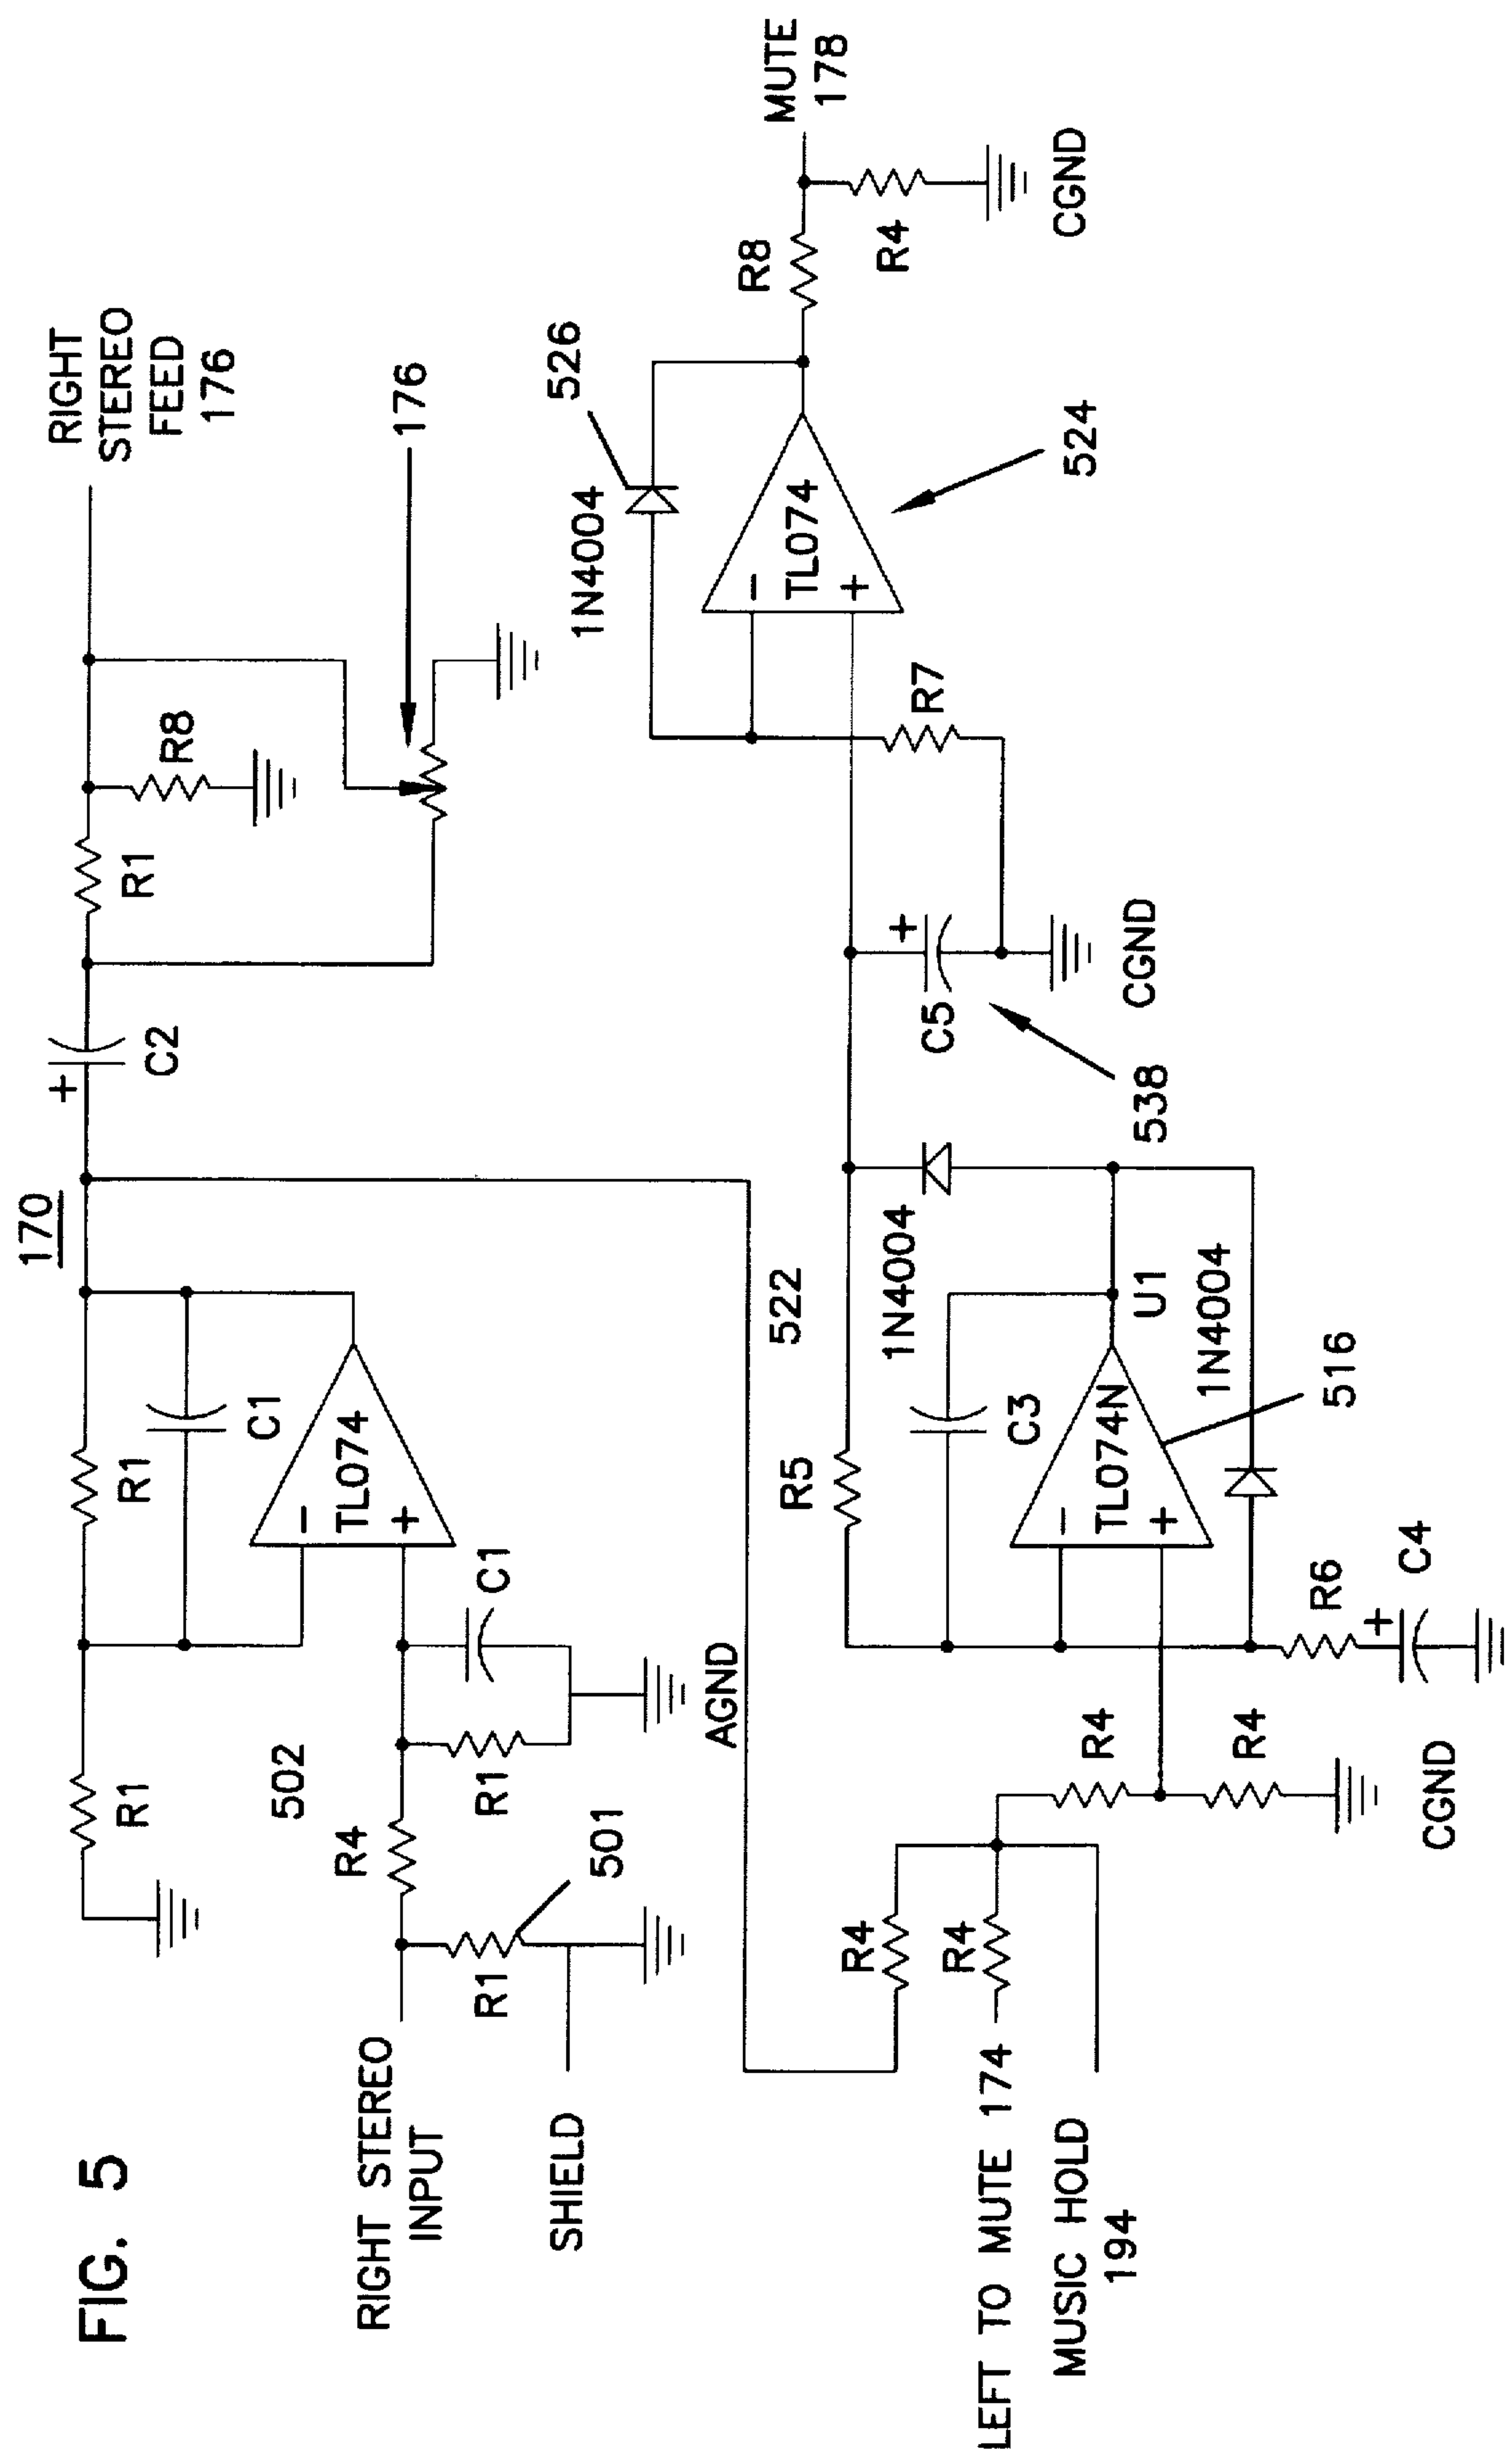 FIG. 5
170
RIGHT
STEREO
FEED
176
R1
R1
C1
+
C2
R1
R8
176
-
TL074
+
502
R4
R1
C1
RIGHT STEREO
INPUT
R1
501
SHIELD
AGND
522
1N4004
526
-
TL074
+
524
R8
MUTE
178
R4
CGND
R7
+
C5
538
CGND
R5
1N4004
C3
U1
-
TL074N
+
1N4004
516
R4
R4
LEFT TO MUTE 174
MUSIC HOLD
194
R4
R4
CGND
R6
+
C4